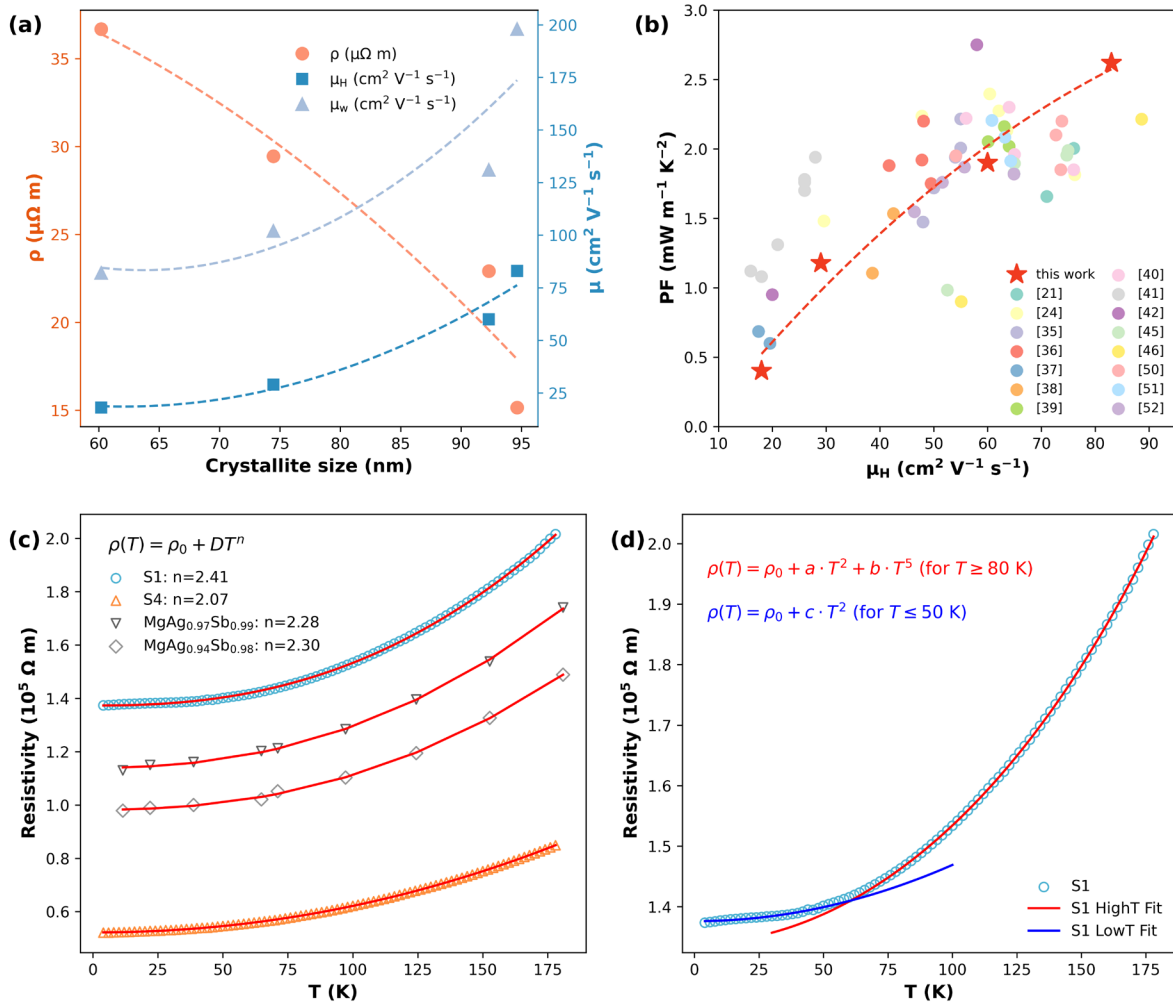 (a)
ρ (μΩ m)
μH (cm² V⁻¹ s⁻¹)
μw (cm² V⁻¹ s⁻¹)
35
30
25
20
15
ρ (μΩ m)
200
175
150
125
100
75
50
25
μ (cm² V⁻¹ s⁻¹)
60 65 70 75 80 85 90 95
Crystallite size (nm)
(b)
3.0
2.5
2.0
1.5
1.0
0.5
0.0
PF (mW m⁻¹ K⁻²)
this work
[21]
[24]
[35]
[36]
[37]
[38]
[39]
[40]
[41]
[42]
[45]
[46]
[50]
[51]
[52]
10 20 30 40 50 60 70 80 90
μH (cm² V⁻¹ s⁻¹)
(c)
ρ(T) = ρ₀ + DTⁿ
S1: n=2.41
S4: n=2.07
MgAg₀.₉₇Sb₀.₉₉: n=2.28
MgAg₀.₉₄Sb₀.₉₈: n=2.30
2.0
1.8
1.6
1.4
1.2
1.0
0.8
0.6
Resistivity (10⁵ Ω m)
0 25 50 75 100 125 150 175
T (K)
(d)
ρ(T) = ρ₀ + a · T² + b · T⁵ (for T ≥ 80 K)
ρ(T) = ρ₀ + c · T² (for T ≤ 50 K)
2.0
1.9
1.8
1.7
1.6
1.5
1.4
1.3
Resistivity (10⁵ Ω m)
S1
S1 HighT Fit
S1 LowT Fit
0 25 50 75 100 125 150 175
T (K)